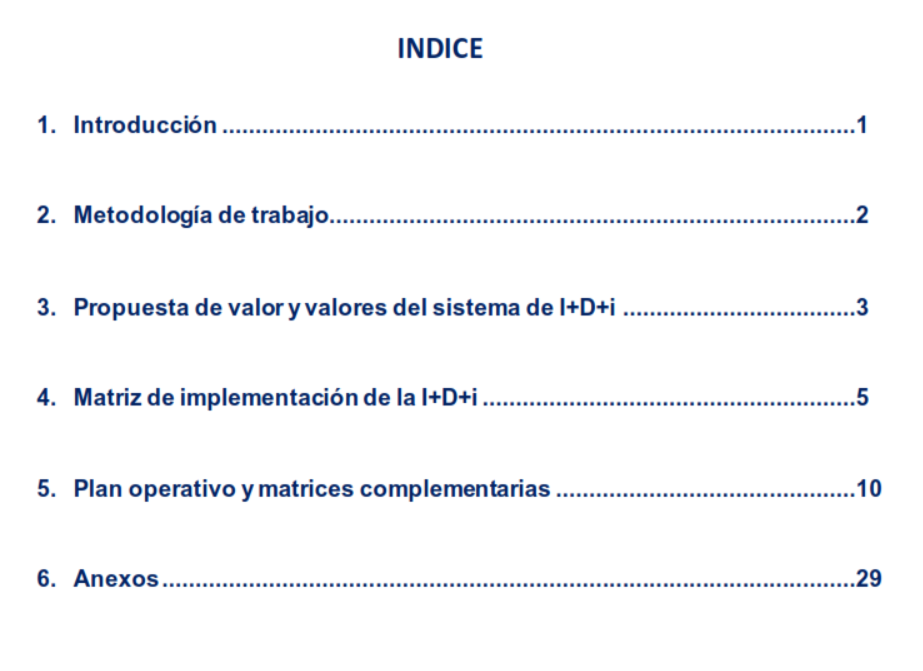 INDICE
1. Introducción ................................................................................................1
2. Metodología de trabajo................................................................................2
3. Propuesta de valor y valores del sistema de I+D+i ...................................3
4. Matriz de implementación de la I+D+i ........................................................5
5. Plan operativo y matrices complementarias .............................................10
6. Anexos.........................................................................................................29